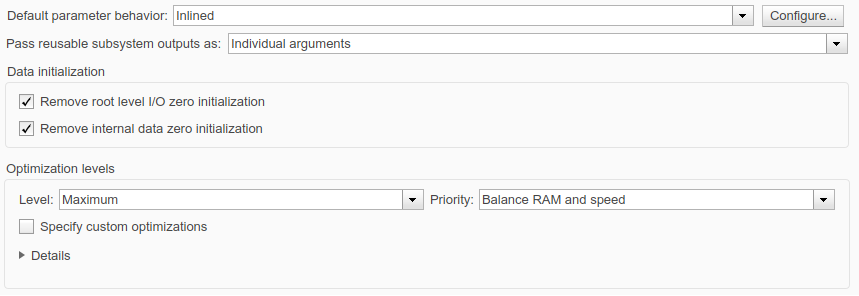 Default parameter behavior: Inlined Configure...
Pass reusable subsystem outputs as: Individual arguments
Data initialization
Remove root level I/O zero initialization
Remove internal data zero initialization
Optimization levels
Level: Maximum Priority: Balance RAM and speed
Specify custom optimizations
Details